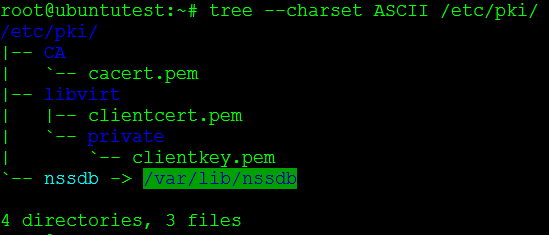 root@ubuntutest:~# tree --charset ASCII /etc/pki/
/etc/pki/
|-- CA
|   `-- cacert.pem
|-- libvirt
|   |-- clientcert.pem
|   `-- private
|       `-- clientkey.pem
`-- nssdb -> /var/lib/nssdb
4 directories, 3 files